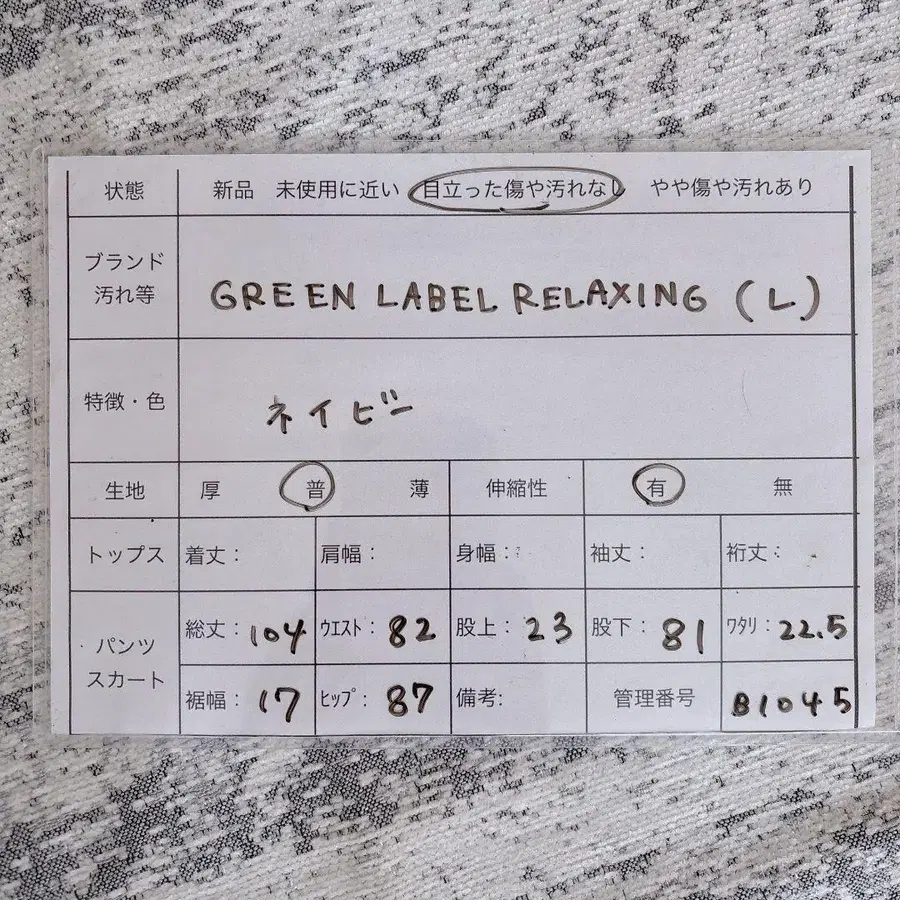 状態 新品 未使用に近い 目立った傷や汚れなし やや傷や汚れあり
ブランド
汚れ等
GREEN LABEL RELAXING (L)
特徴・色 ネイビー
生地 厚 普 薄 伸縮性 有 無
トップス 着丈: 肩幅: 身幅: 袖丈: 裄丈:
パンツ
スカート
総丈: 104 ウエスト: 82 股上: 23 股下: 81 ワタリ: 22.5
裾幅: 17 ヒップ: 87 備考: 管理番号 B1045